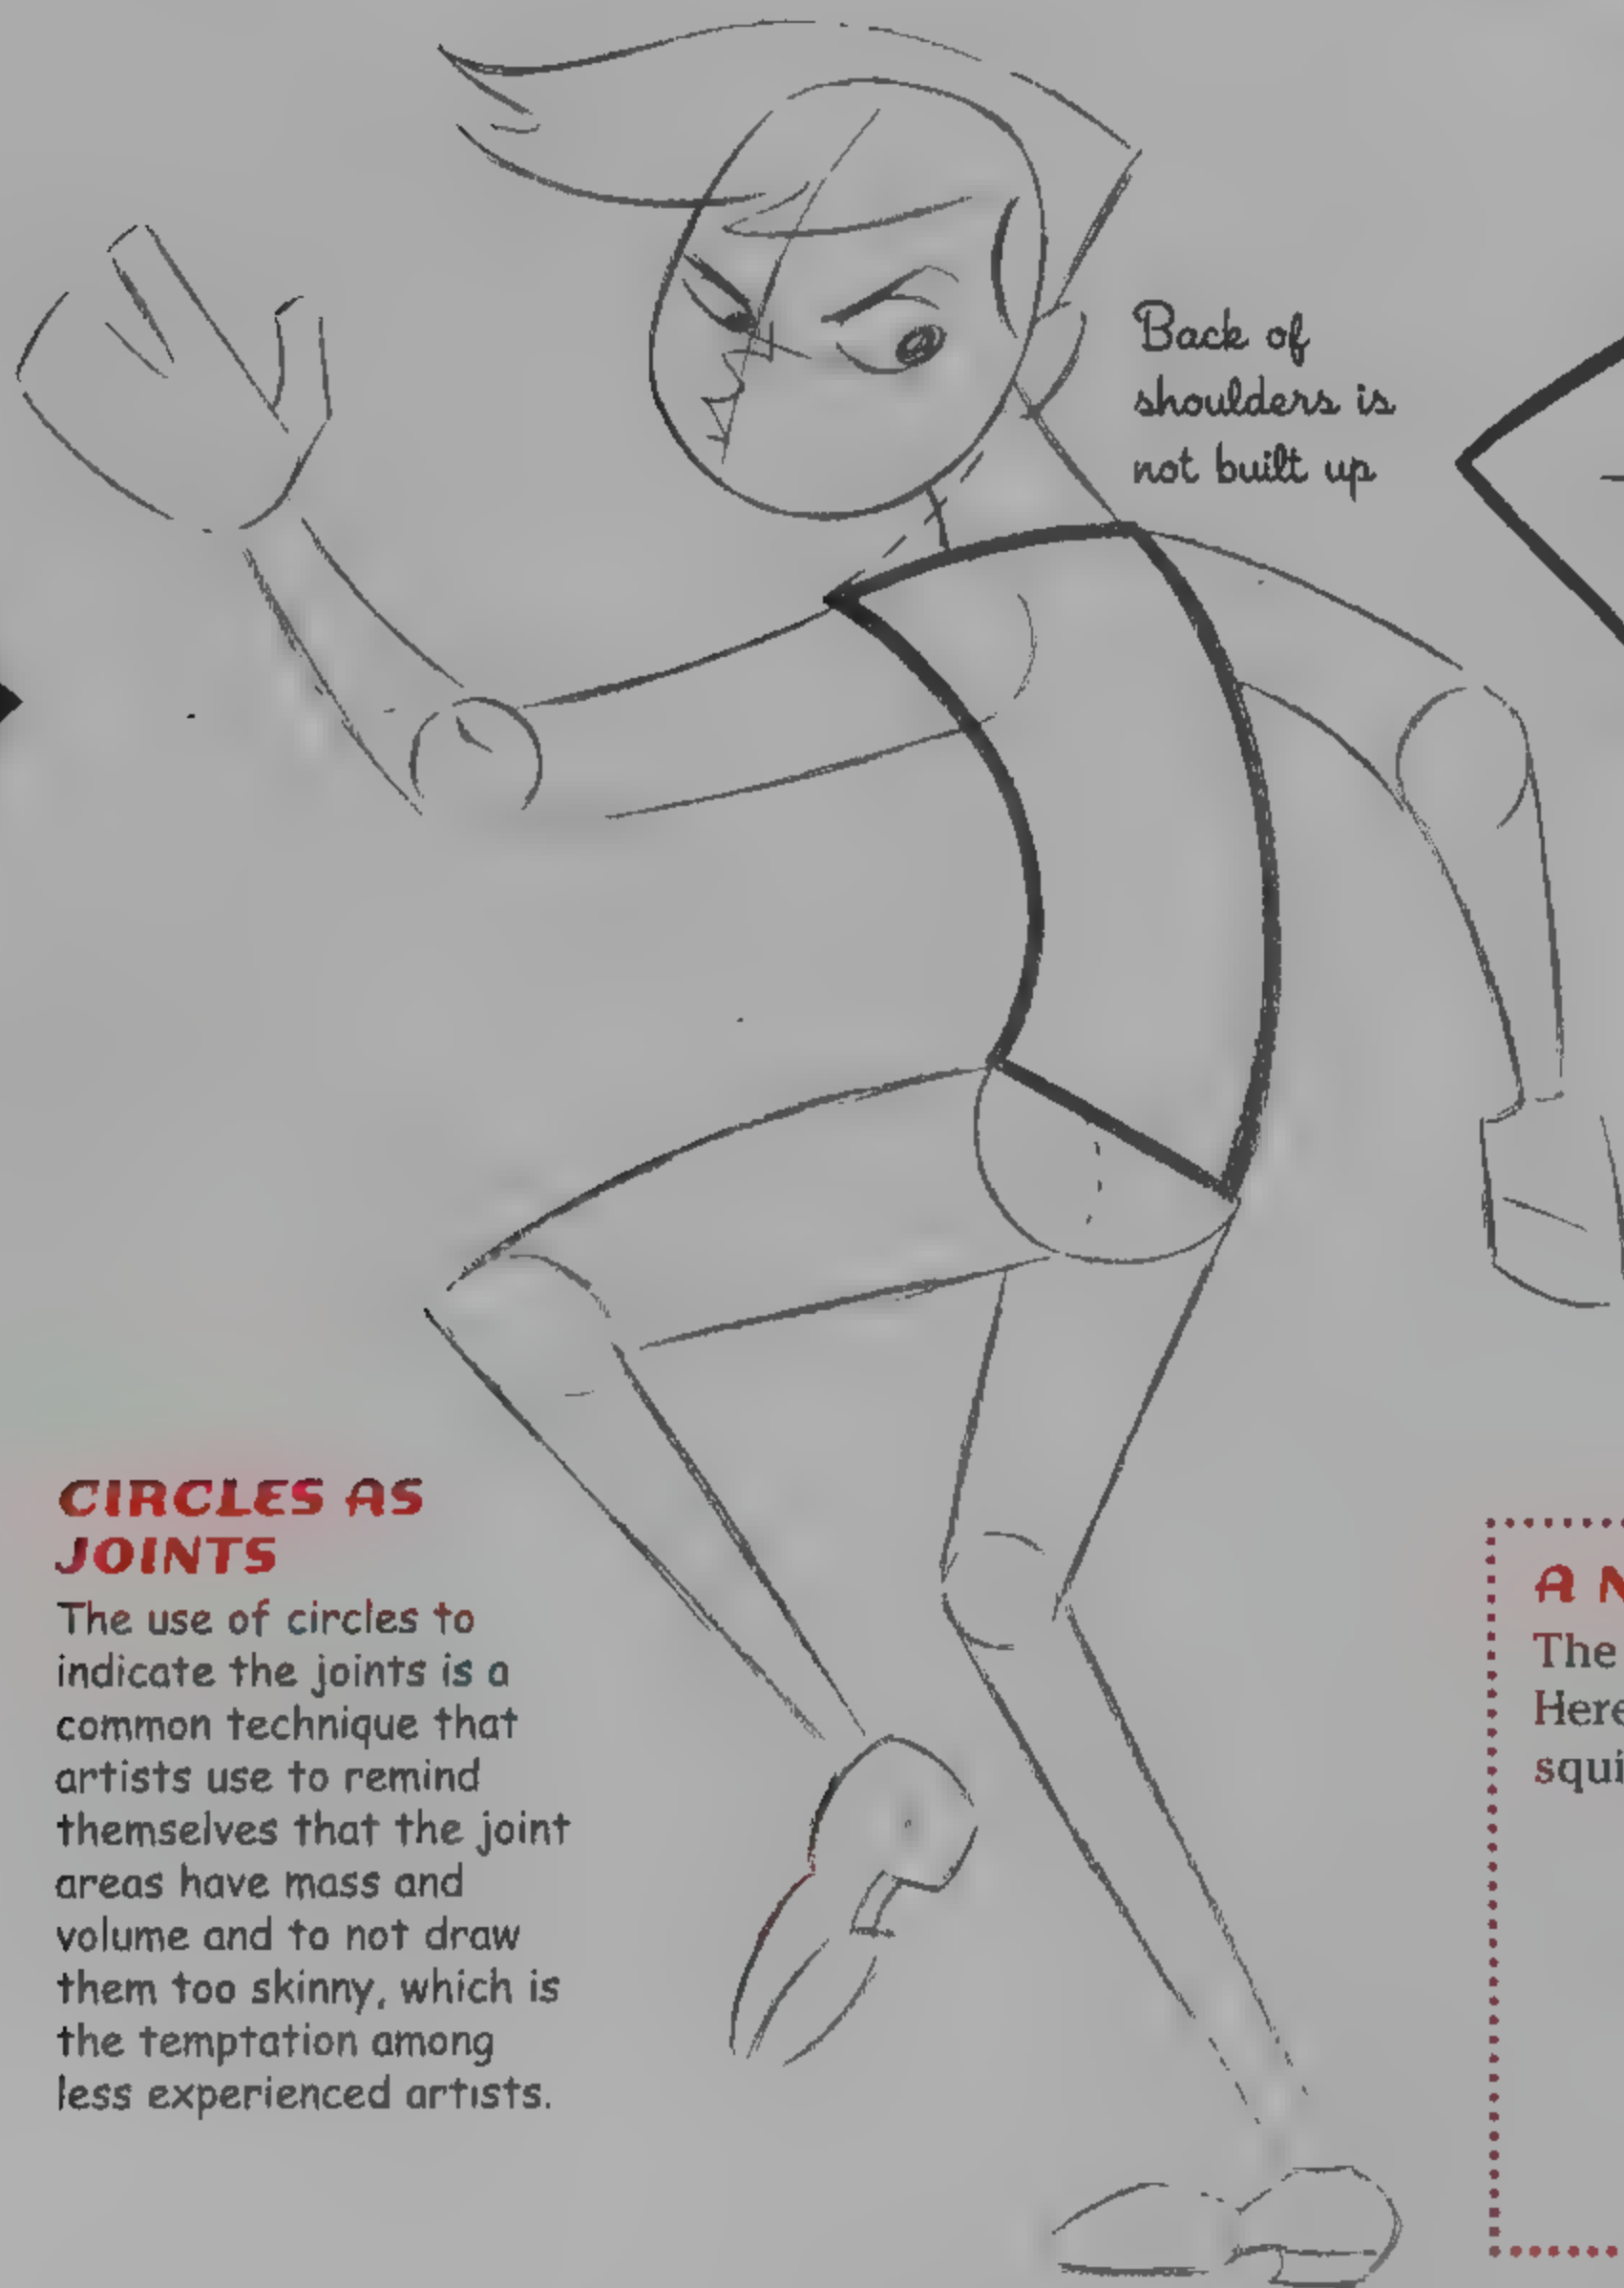 Back of
shoulders is
not built up
CIRCLES AS
JOINTS
The use of circles to
indicate the joints is a
common technique that
artists use to remind
themselves that the joint
areas have mass and
volume and to not draw
them too skinny, which is
the temptation among
less experienced artists.
A
The
Here